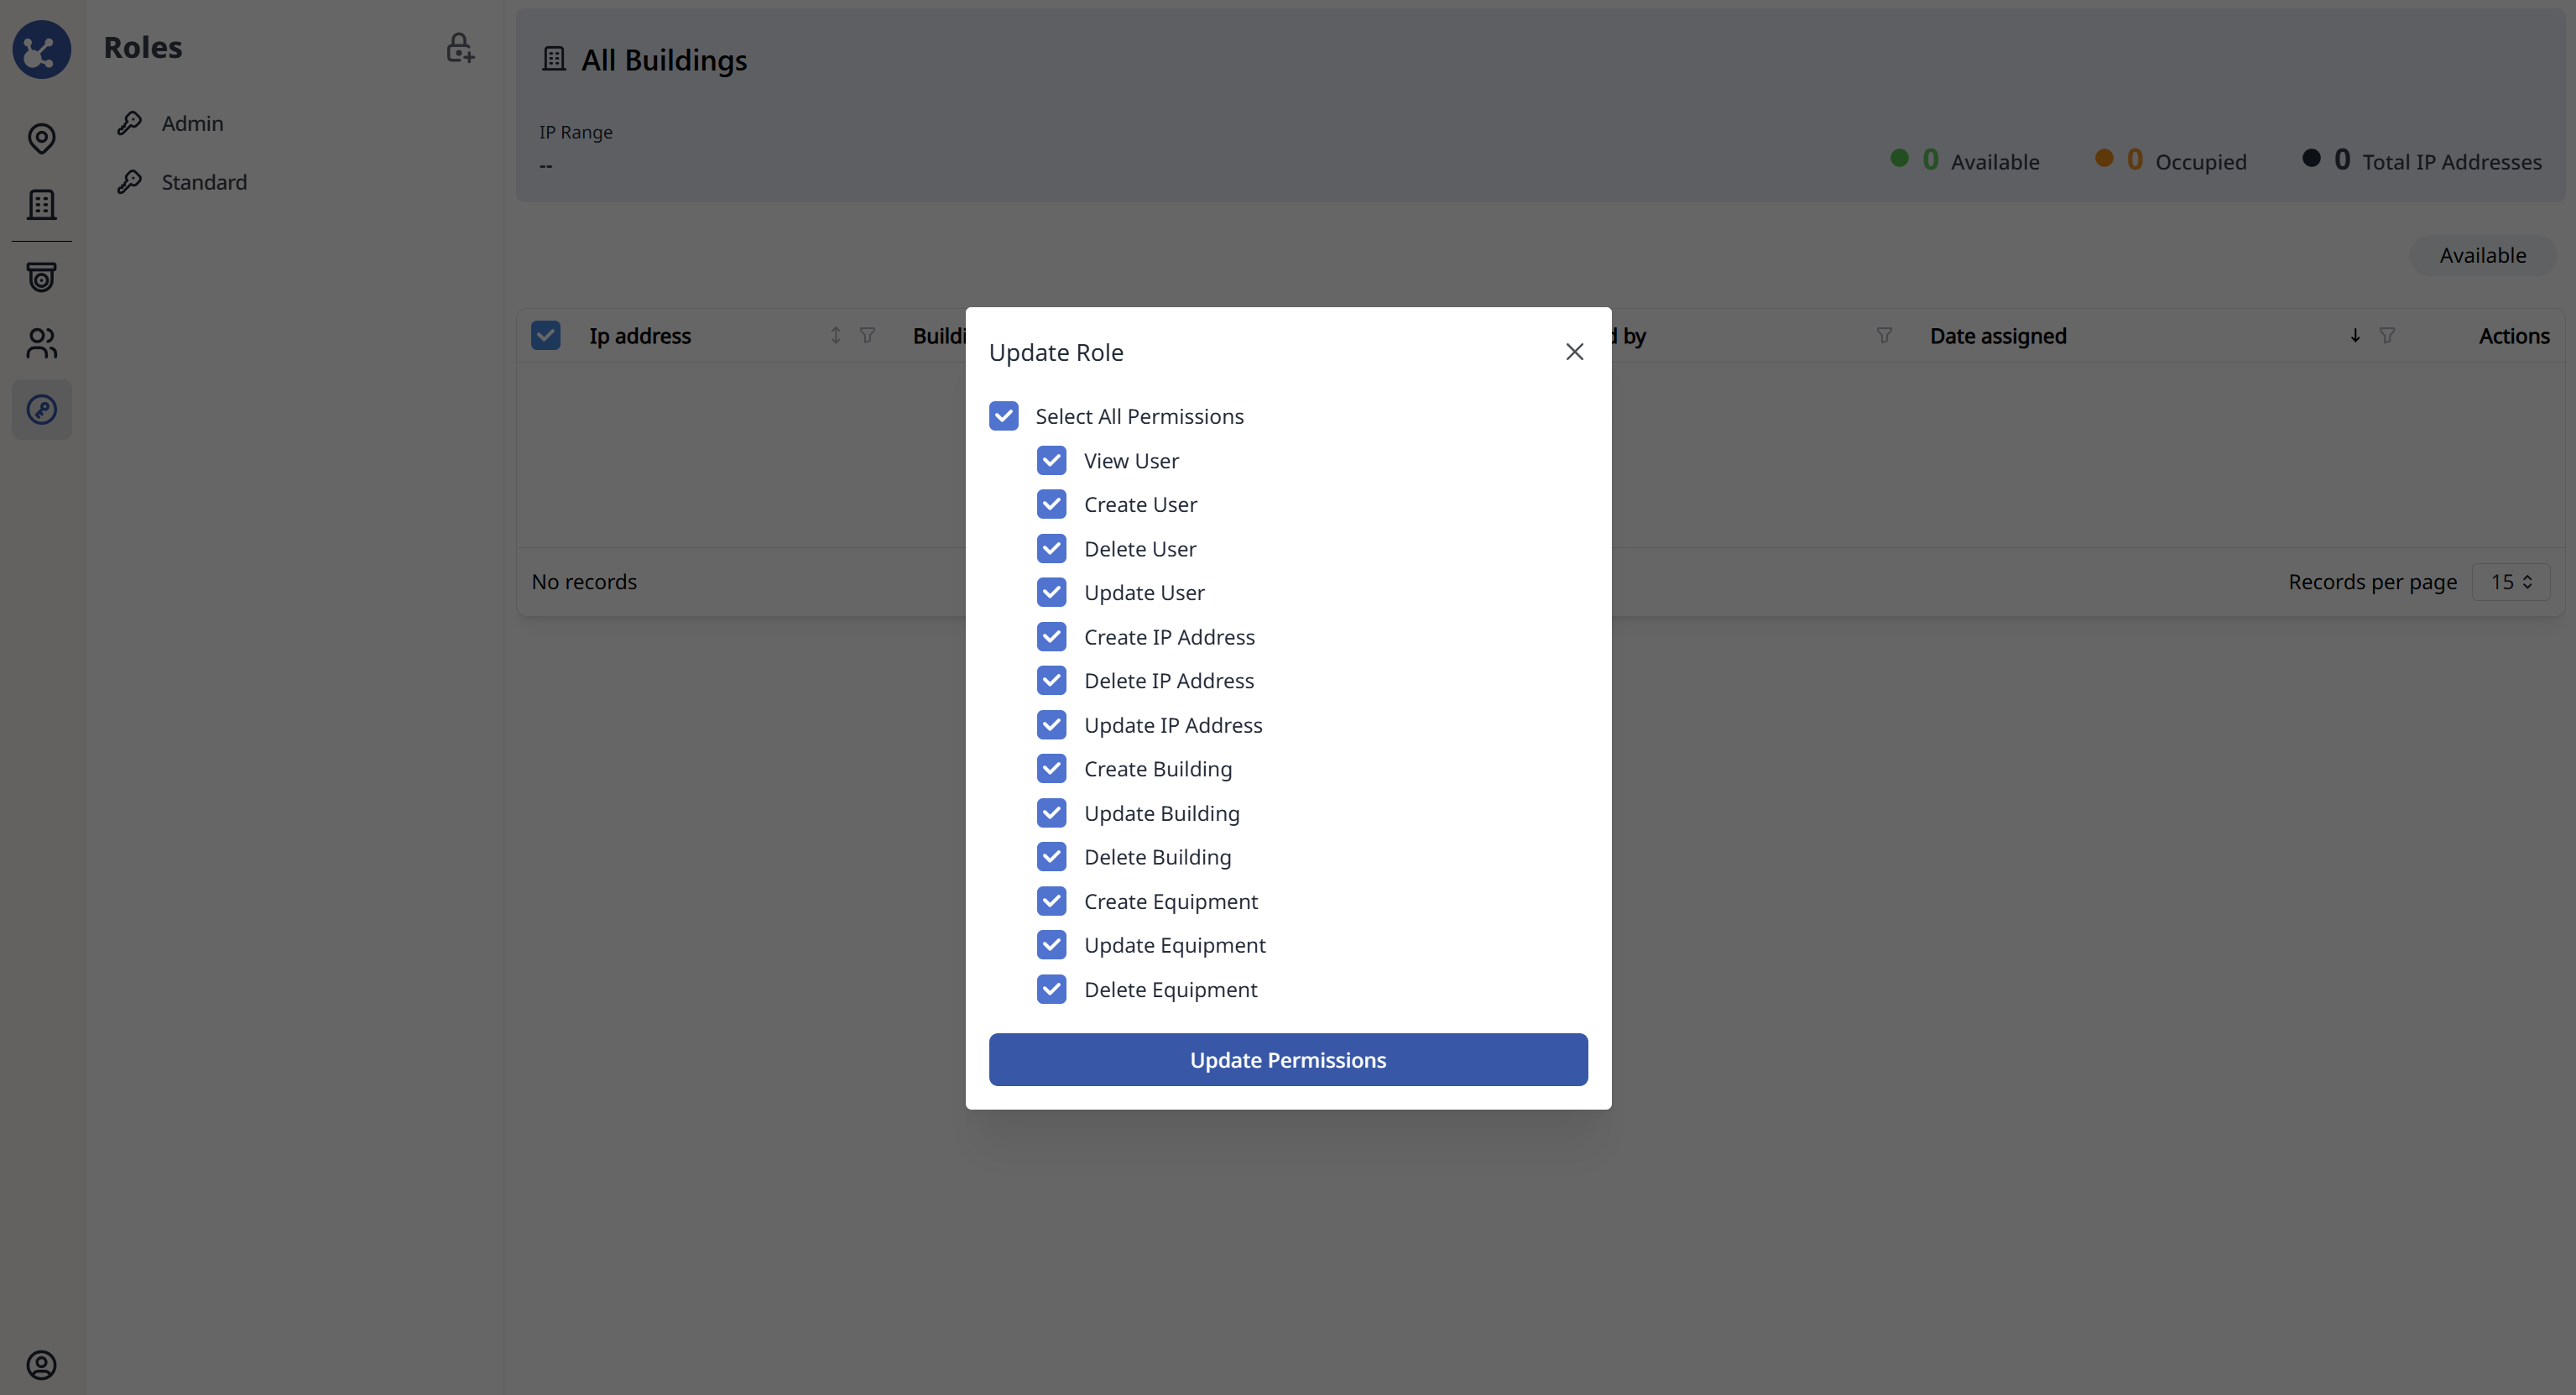 Roles
Admin
Standard
All Buildings
IP Range
--
0 Available
0 Occupied
0 Total IP Addresses
Available
Ip address
Buildi
d by
Date assigned
Actions
No records
Records per page
15
Update Role
Select All Permissions
View User
Create User
Delete User
Update User
Create IP Address
Delete IP Address
Update IP Address
Create Building
Update Building
Delete Building
Create Equipment
Update Equipment
Delete Equipment
Update Permissions